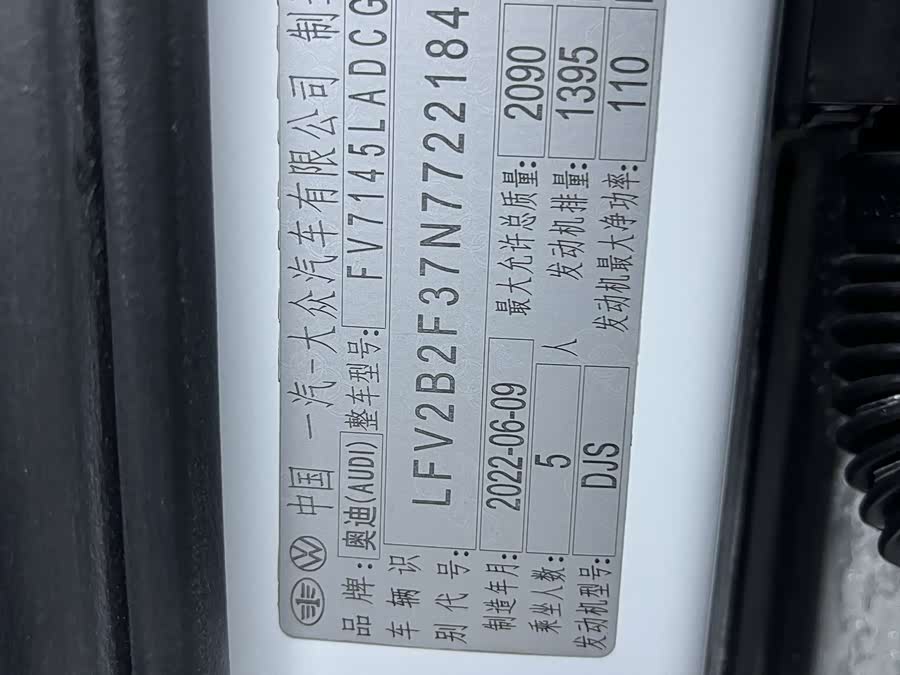 中国 一汽-大众汽车有限公司 制
品牌: 奥迪(AUDI) 整车型号: FV7145LADCG
车辆识别代号: LFV2B2F37N7722184
制造年月: 2022-06-09 最大允许总质量: 2090
乘坐人数: 5 人 发动机排量: 1395
发动机型号: DJS 发动机最大净功率: 110